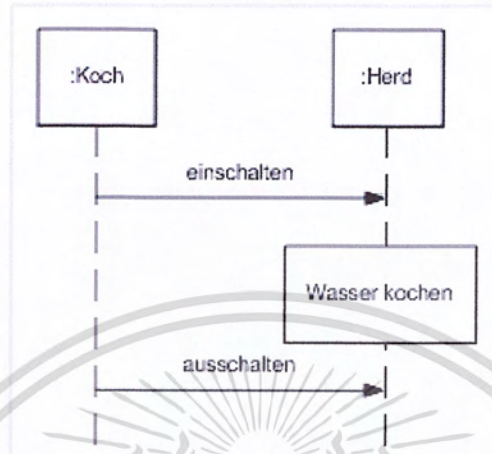 :Koch
:Herd
einschalten
Wasser kochen
ausschalten